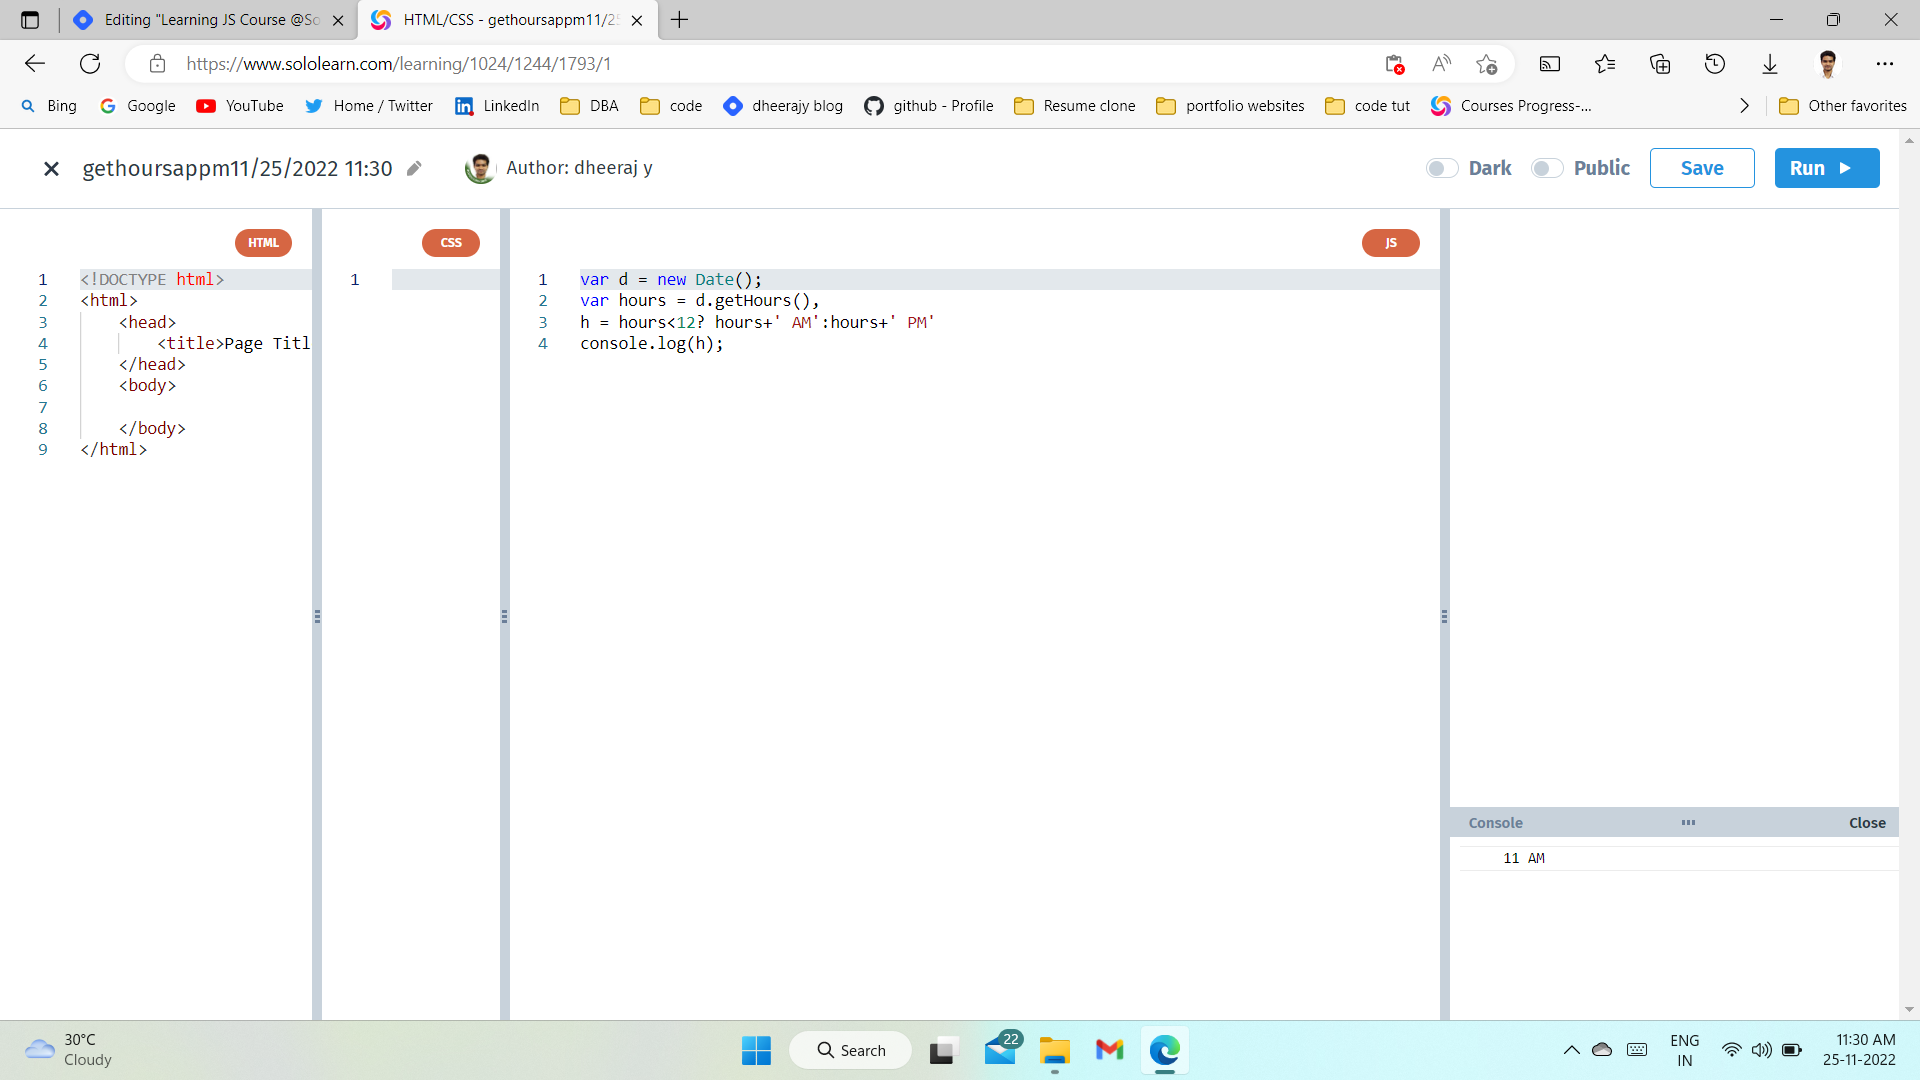 Editing "Learning JS Course @So
HTML/CSS - gethoursappm11/25
https://www.sololearn.com/learning/1024/1244/1793/1
Bing
Google
YouTube
Home / Twitter
LinkedIn
DBA
code
dheerajy blog
github - Profile
Resume clone
portfolio websites
code tut
Courses Progress-...
Other favorites
gethoursappm11/25/2022 11:30
Author: dheeraj y
Dark
Public
Save
Run
HTML
1 <!DOCTYPE html>
2 <html>
3 <head>
4 <title>Page Titl
5 </head>
6 <body>
7
8 </body>
9 </html>
CSS
1
JS
1 var d = new Date();
2 var hours = d.getHours(),
3 h = hours<12? hours+' AM':hours+' PM'
4 console.log(h);
Console
Close
11 AM
30°C
Cloudy
Search
22
ENG
IN
11:30 AM
25-11-2022